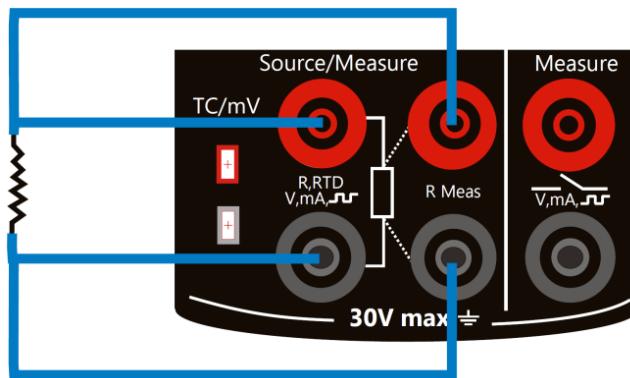 Source/Measure
Measure
TC/mV
R,RTD
V,mA,
R Meas
V,mA,
30V max